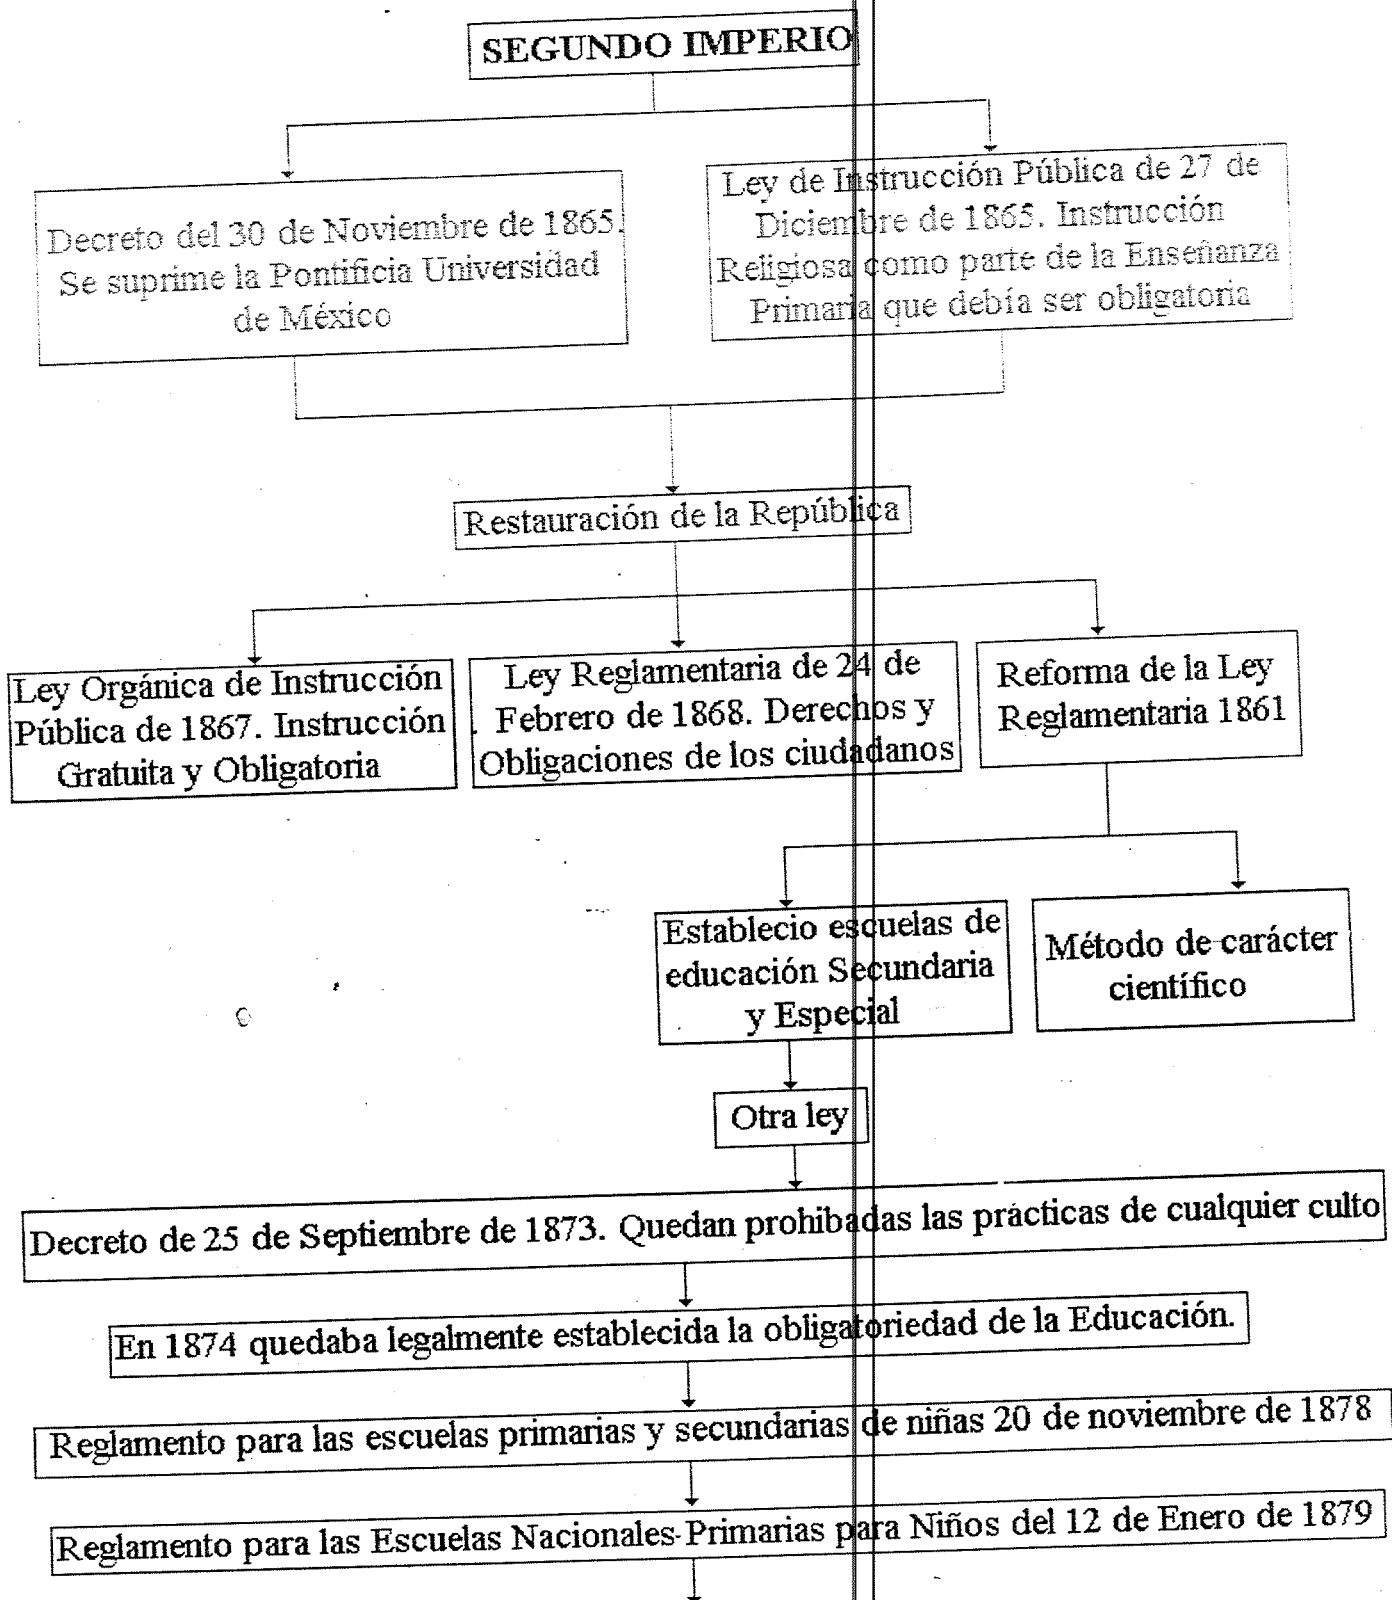 SEGUNDO IMPERIO
Decreto del 30 de Noviembre de 1865.
Se suprime la Pontificia Universidad
de México
Ley de Instrucción Pública de 27 de
Diciembre de 1865. Instrucción
Religiosa como parte de la Enseñanza
Primaria que debía ser obligatoria
Restauración de la República
Ley Orgánica de Instrucción
Pública de 1867. Instrucción
Gratuita y Obligatoria
Ley Reglamentaria de 24 de
Febrero de 1868. Derechos y
Obligaciones de los ciudadanos
Reforma de la Ley
Reglamentaria 1861
Establecio escuelas de
educación Secundaria
y Especial
Método de carácter
científico
Otra ley
Decreto de 25 de Septiembre de 1873. Quedan prohibadas las prácticas de cualquier culto
En 1874 quedaba legalmente establecida la obligatoriedad de la Educación.
Reglamento para las escuelas primarias y secundarias de niñas 20 de noviembre de 1878
Reglamento para las Escuelas Nacionales Primarias para Niños del 12 de Enero de 1879